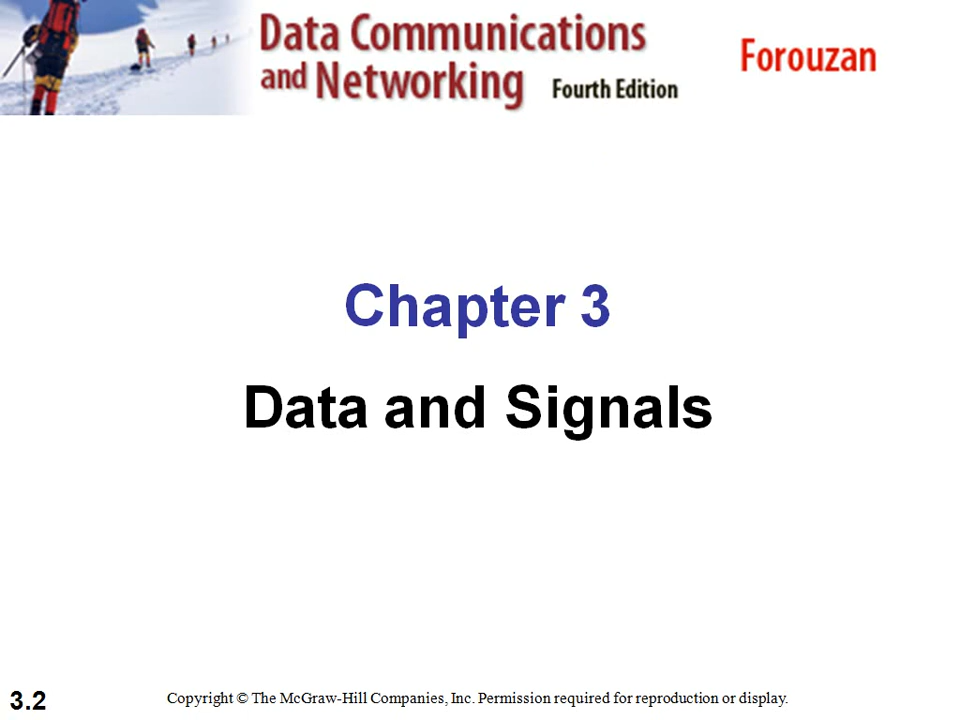 Data Communications
and Networking Fourth Edition
Forouzan
Chapter 3
Data and Signals
3.2
Copyright © The McGraw-Hill Companies, Inc. Permission required for reproduction or display.